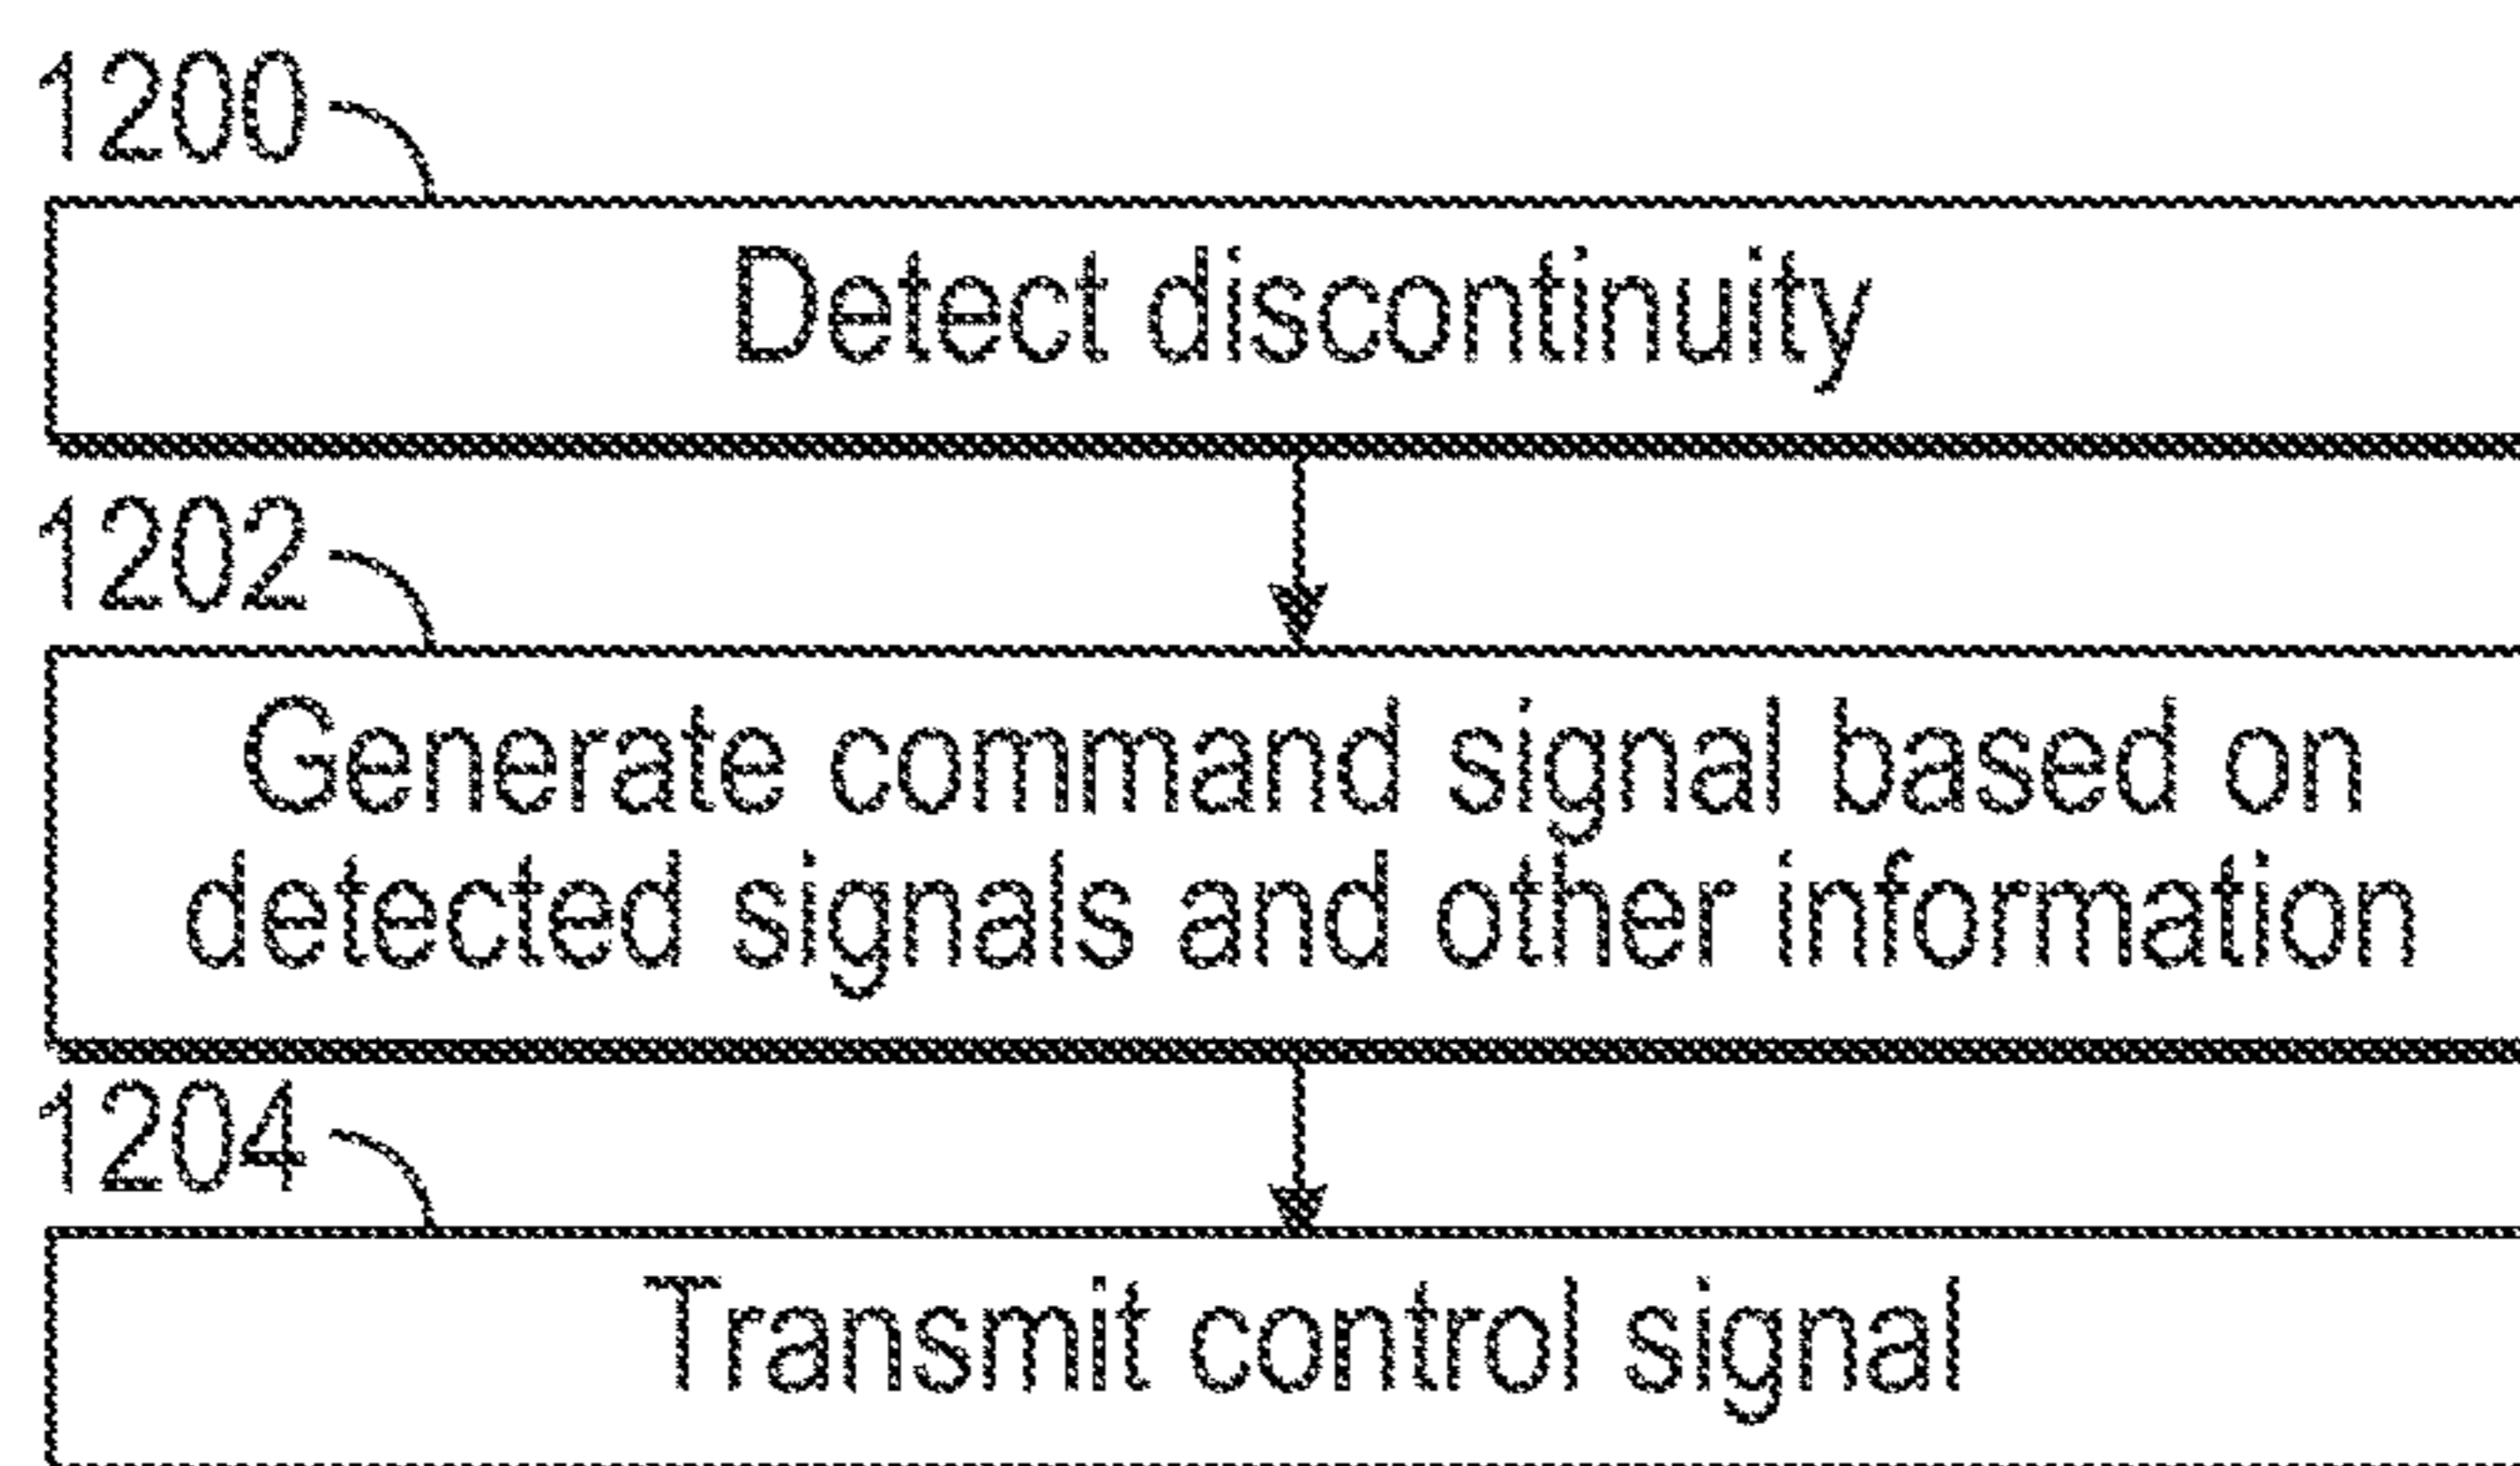 1200
Detect discontinuity
1202
Generate command signal based on
detected signals and other information
1204
Transmit control signal